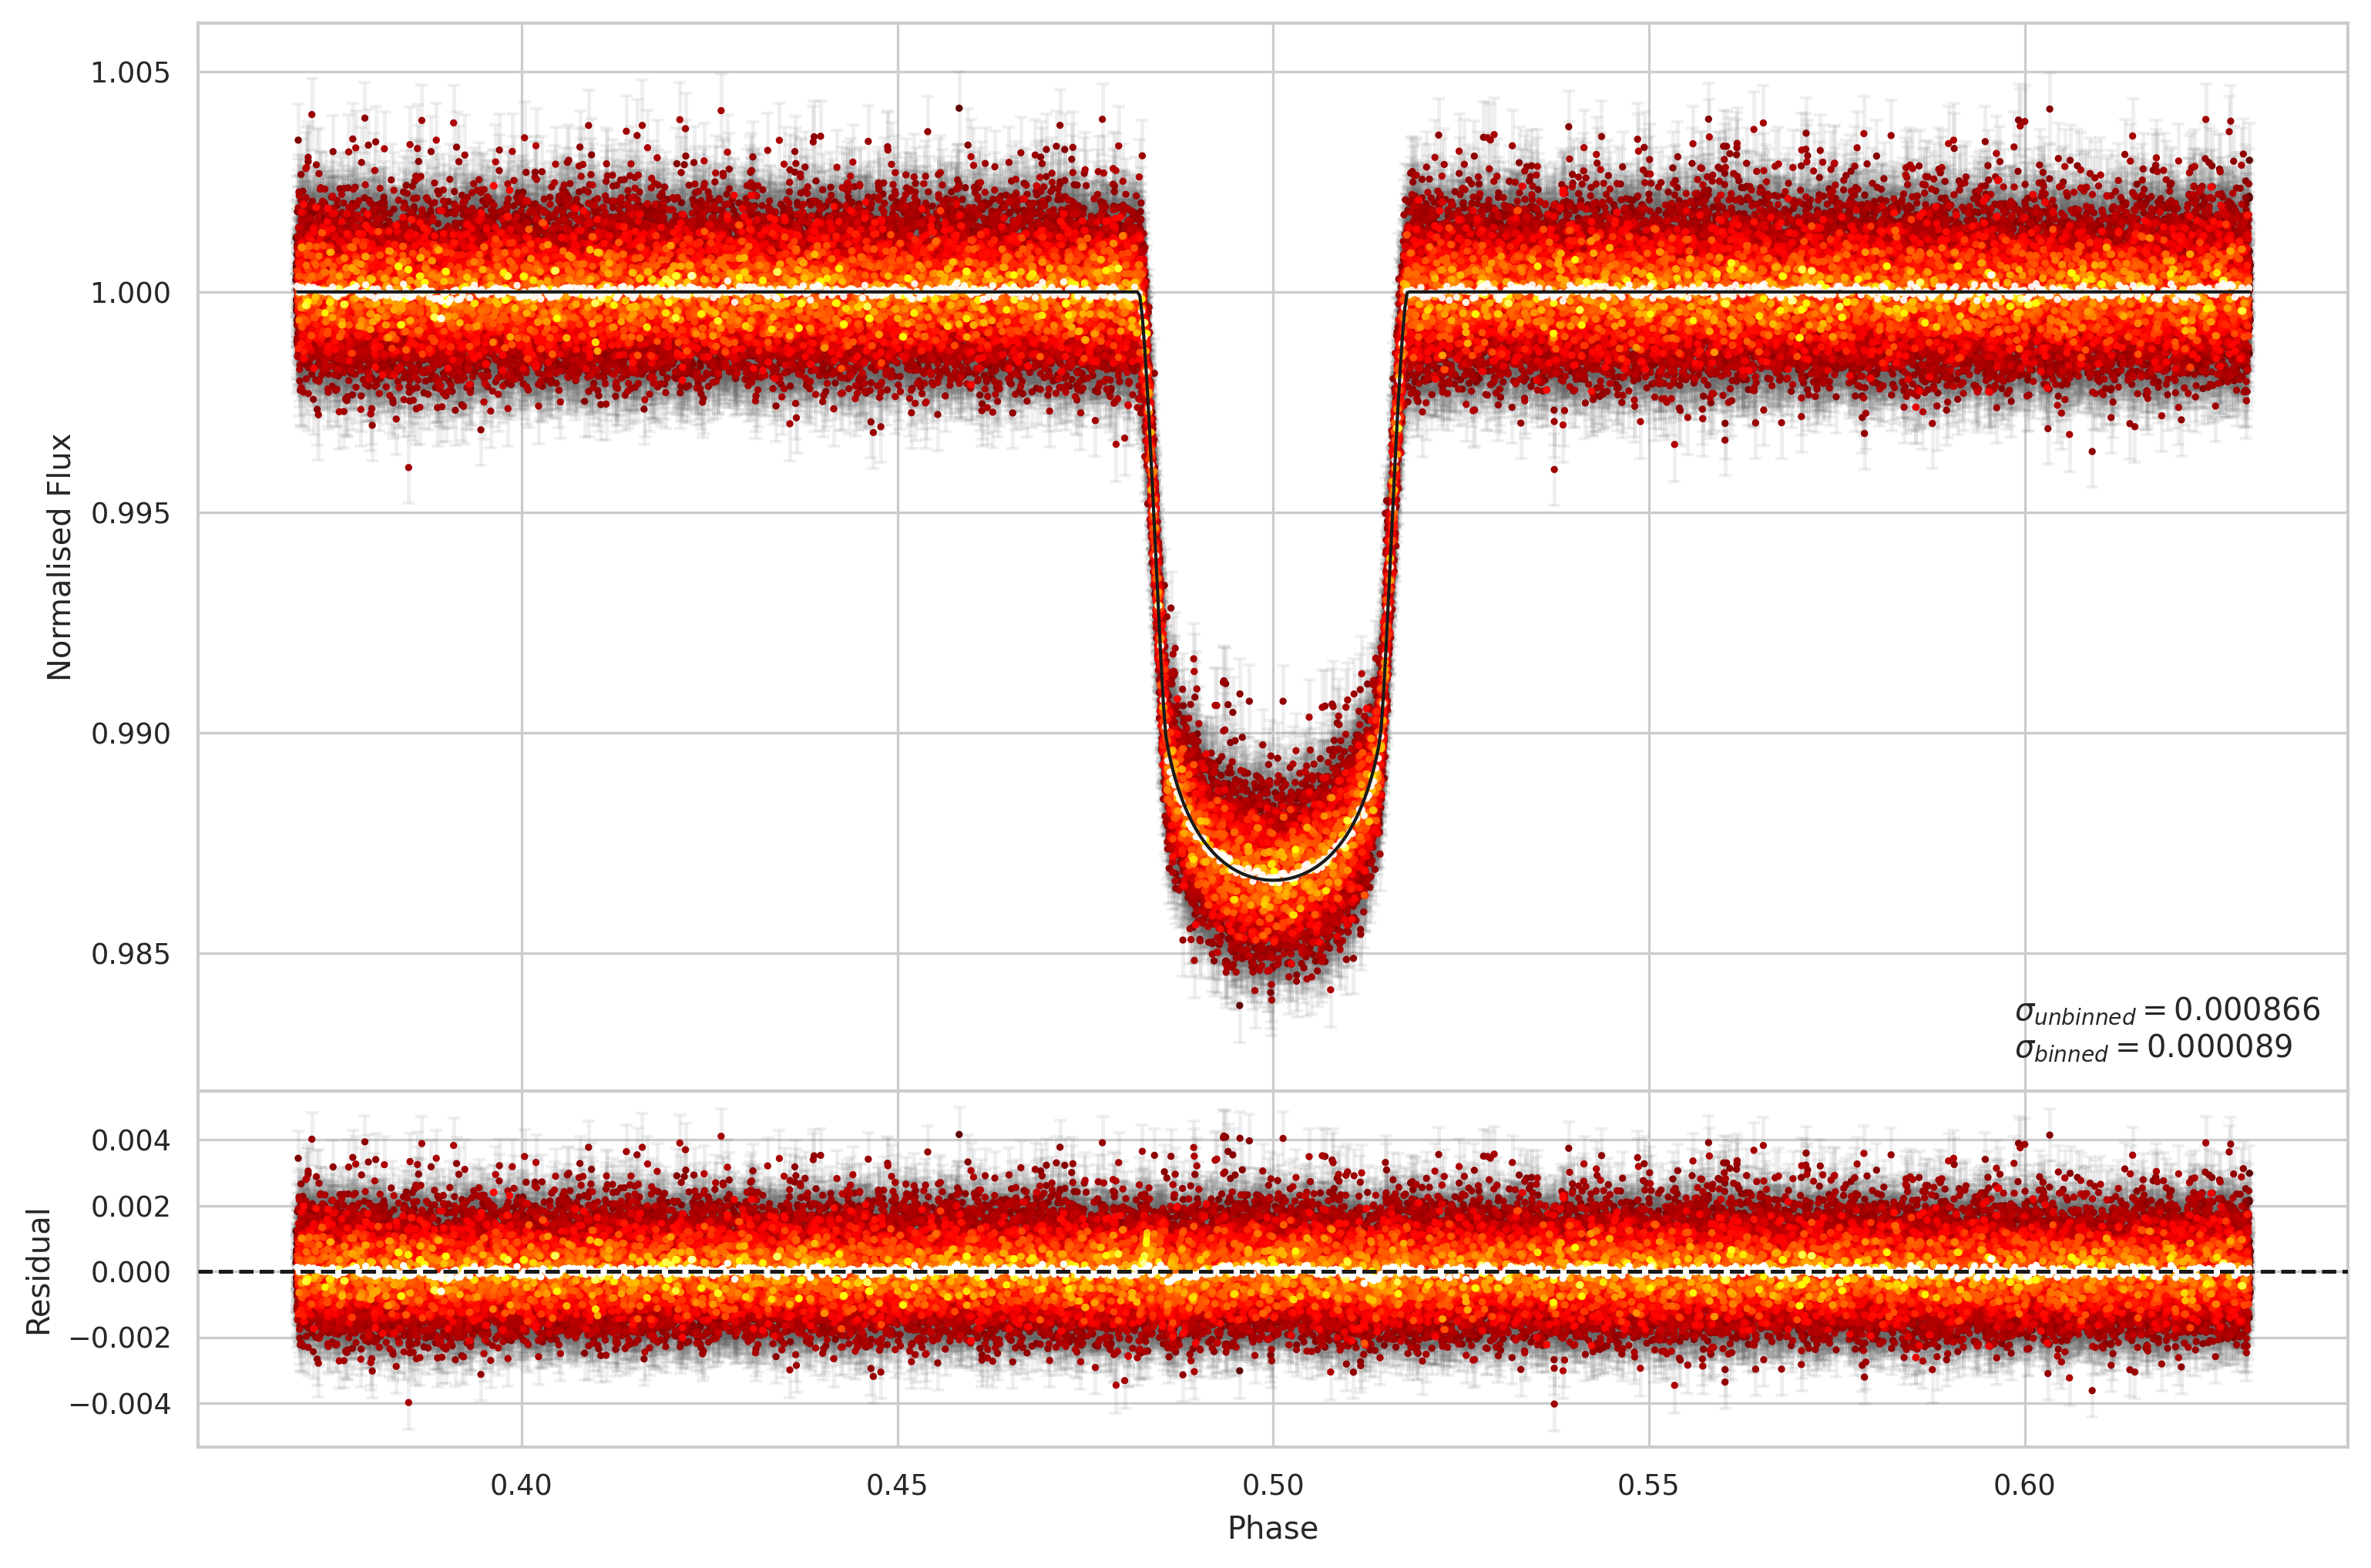 Normalised Flux
1.005
1.000
0.995
0.990
0.985
σunbinned = 0.000866
σbinned = 0.000089
Residual
0.004
0.002
0.000
−0.002
−0.004
0.40 0.45 0.50 0.55 0.60
Phase